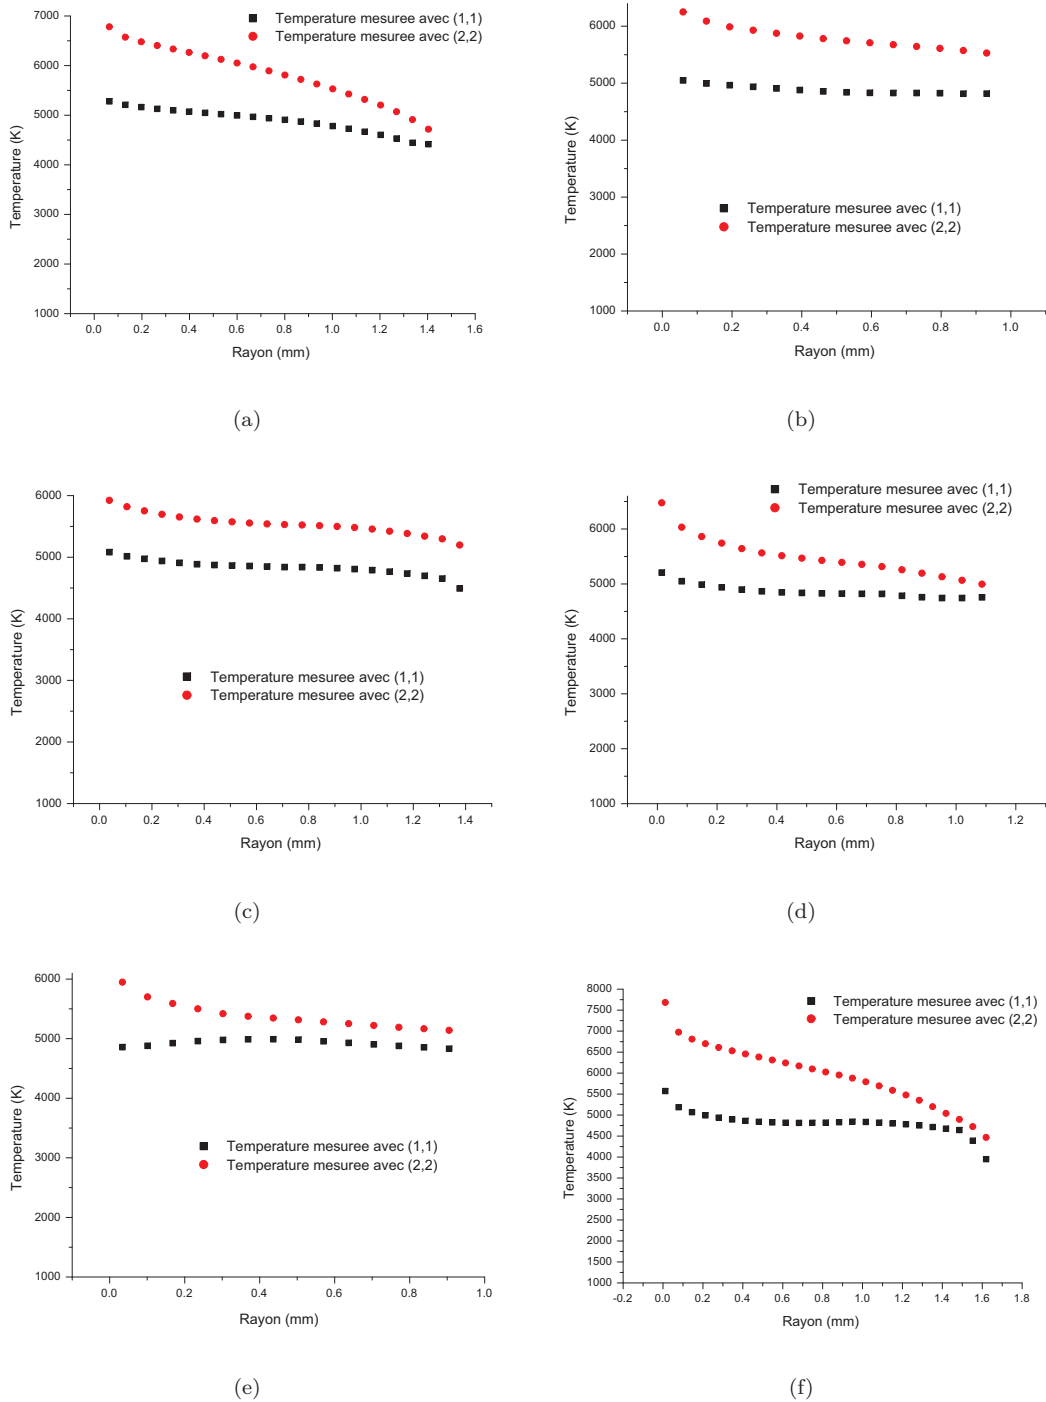 Temperature mesuree avec (1,1)
Temperature mesuree avec (2,2)
Temperature (K)
7000
6000
5000
4000
3000
2000
1000
0.0 0.2 0.4 0.6 0.8 1.0 1.2 1.4 1.6
Rayon (mm)
(a)
Temperature (K)
6000
5000
4000
3000
2000
1000
Temperature mesuree avec (1,1)
Temperature mesuree avec (2,2)
0.0 0.2 0.4 0.6 0.8 1.0
Rayon (mm)
(b)
Temperature (K)
6000
5000
4000
3000
2000
1000
Temperature mesuree avec (1,1)
Temperature mesuree avec (2,2)
0.0 0.2 0.4 0.6 0.8 1.0 1.2 1.4
Rayon (mm)
(c)
Temperature mesuree avec (1,1)
Temperature mesuree avec (2,2)
Temperature (K)
6000
5000
4000
3000
2000
1000
0.0 0.2 0.4 0.6 0.8 1.0 1.2
Rayon (mm)
(d)
Temperature (K)
6000
5000
4000
3000
2000
1000
Temperature mesuree avec (1,1)
Temperature mesuree avec (2,2)
0.0 0.2 0.4 0.6 0.8 1.0
Rayon (mm)
(e)
Temperature mesuree avec (1,1)
Temperature mesuree avec (2,2)
Temperature (K)
8000
7500
7000
6500
6000
5500
5000
4500
4000
3500
3000
2500
2000
1500
1000
-0.2 0.0 0.2 0.4 0.6 0.8 1.0 1.2 1.4 1.6 1.8
Rayon (mm)
(f)